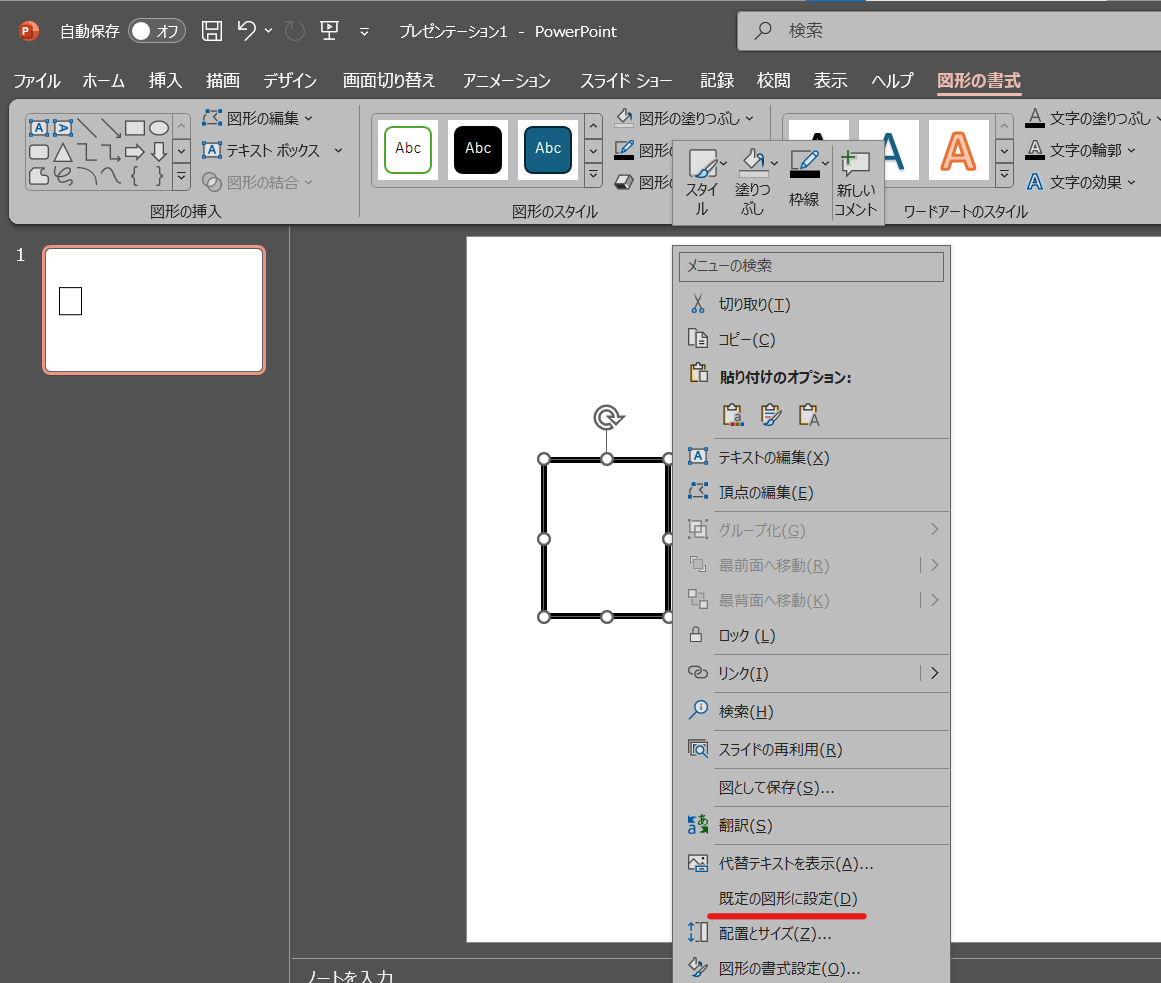 自動保存 オフ プレゼンテーション1 - PowerPoint 検索
ファイル ホーム 挿入 描画 デザイン 画面切り替え アニメーション スライド ショー 記録 校閲 表示 ヘルプ 図形の書式
図形の編集
テキスト ボックス
図形の結合
図形の挿入
Abc Abc Abc
図形の塗りつぶし
図形
図形
図形のスタイル
スタイル
塗りつぶし
枠線
新しいコメント
A A A
文字の塗りつぶし
文字の輪郭
文字の効果
ワードアートのスタイル
1
メニューの検索
切り取り(T)
コピー(C)
貼り付けのオプション:
テキストの編集(X)
頂点の編集(E)
グループ化(G)
最前面へ移動(R)
最背面へ移動(K)
ロック (L)
リンク(I)
検索(H)
スライドの再利用(R)
図として保存(S)...
翻訳(S)
代替テキストを表示(A)...
既定の図形に設定(D)
配置とサイズ(Z)...
図形の書式設定(O)...
ノートを入力